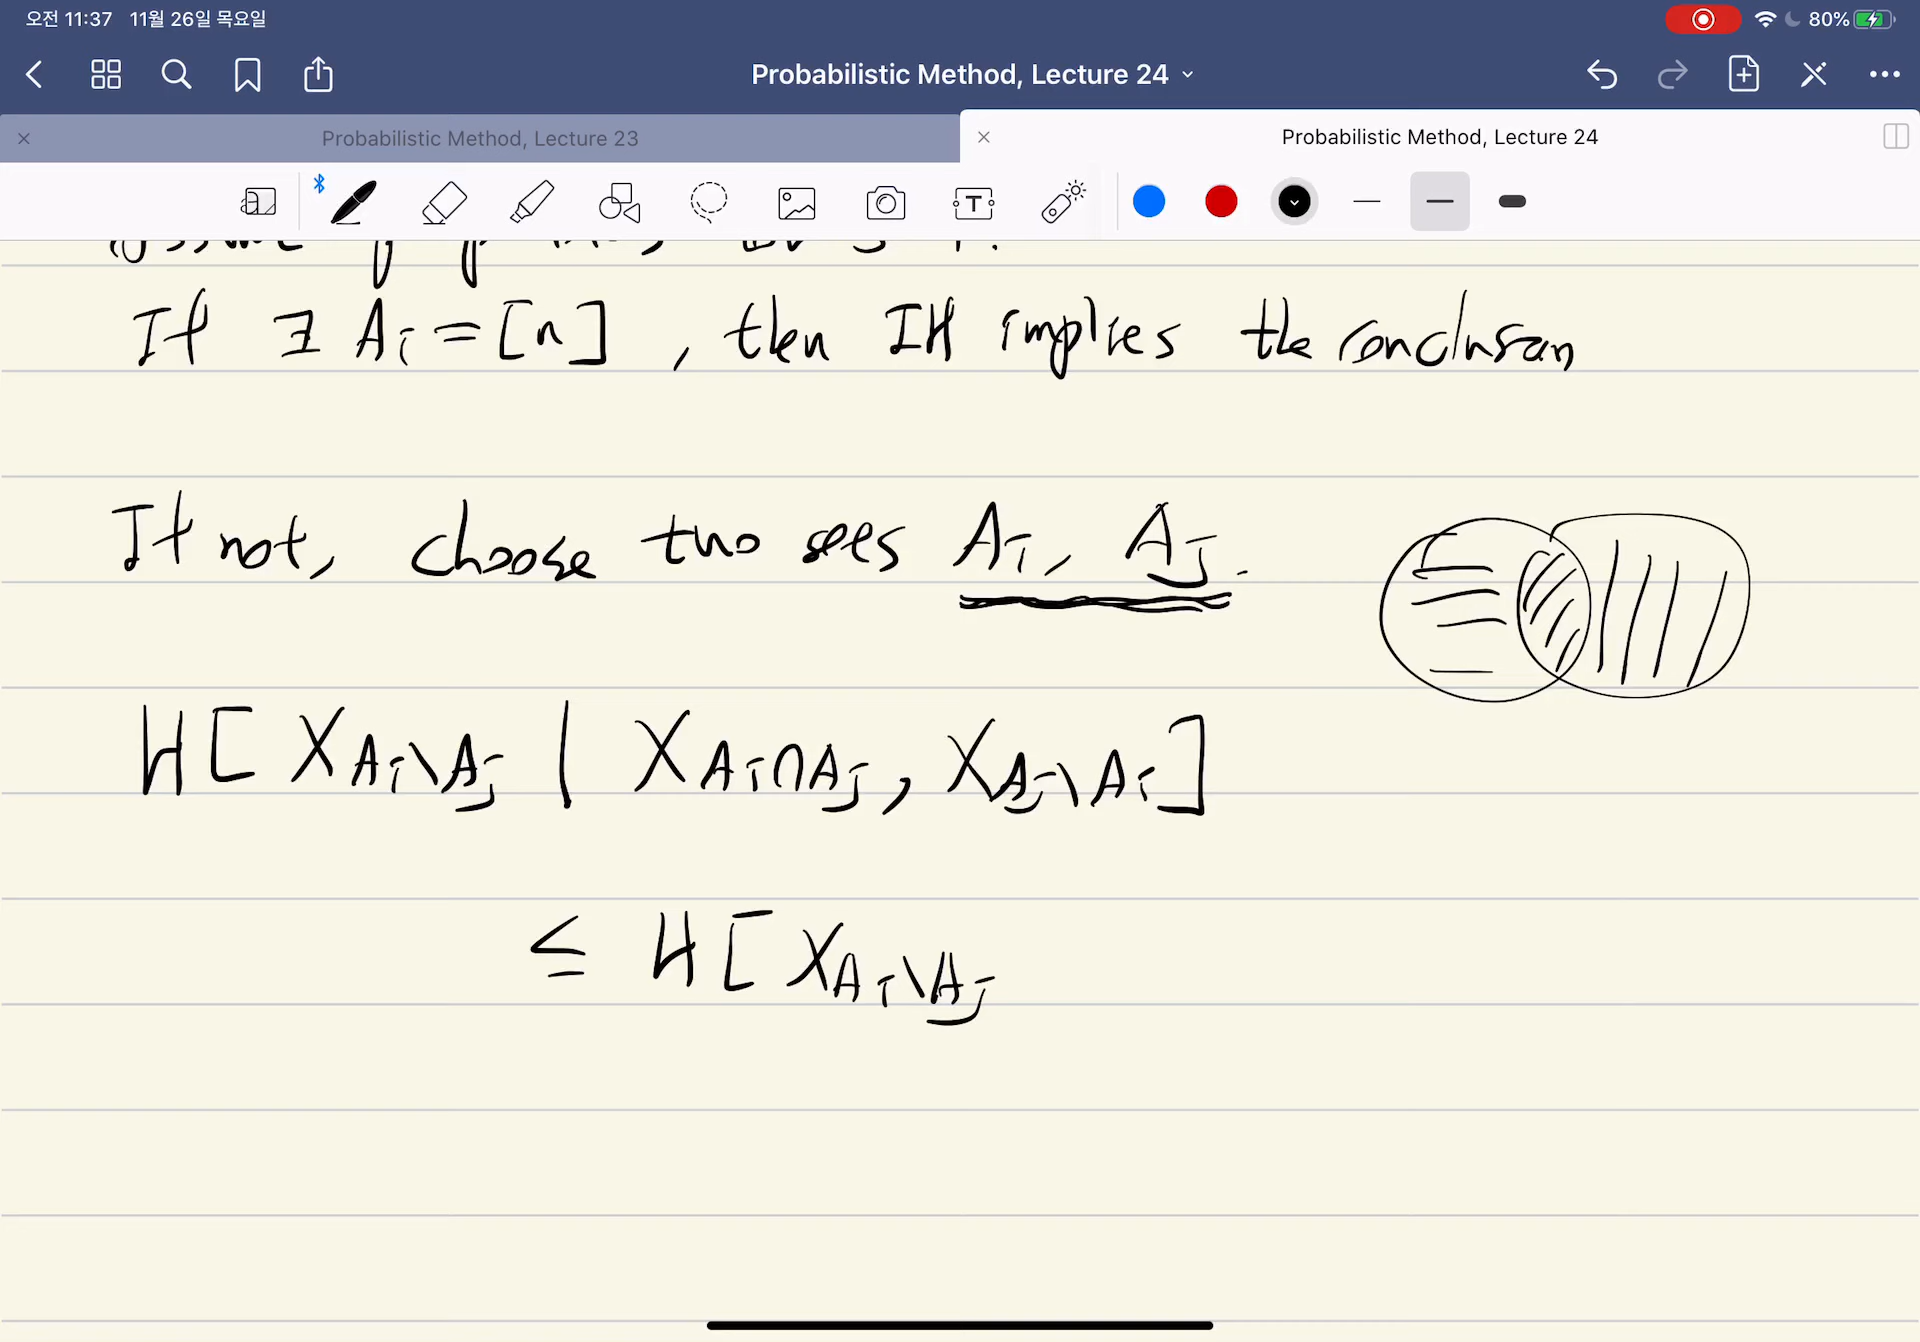 오전 11:37 11월 26일 목요일 80%
Probabilistic Method, Lecture 24
Probabilistic Method, Lecture 23
Probabilistic Method, Lecture 24
If ∃ A_i = [n] , then IH implies the conclusion
If not, choose two sets A_i, A_j.
H[ X_{A_i\A_j} | X_{A_i∩A_j}, X_{A_j\A_i} ]
≤ H[ X_{A_i\A_j}